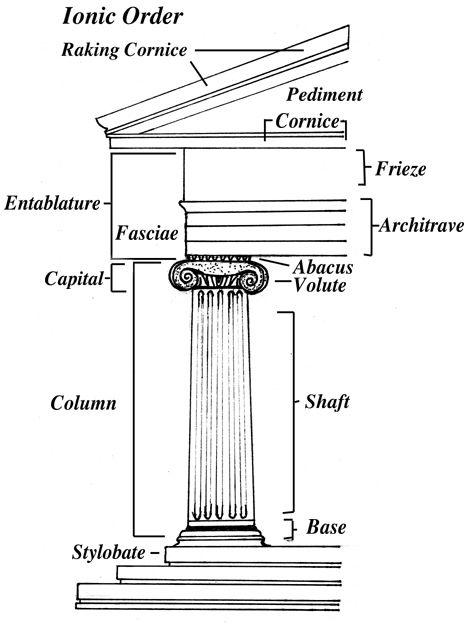 Ionic Order
Raking Cornice
Pediment
Cornice
Frieze
Entablature
Architrave
Fasciae
Abacus
Capital
Volute
Column
Shaft
Base
Stylobate